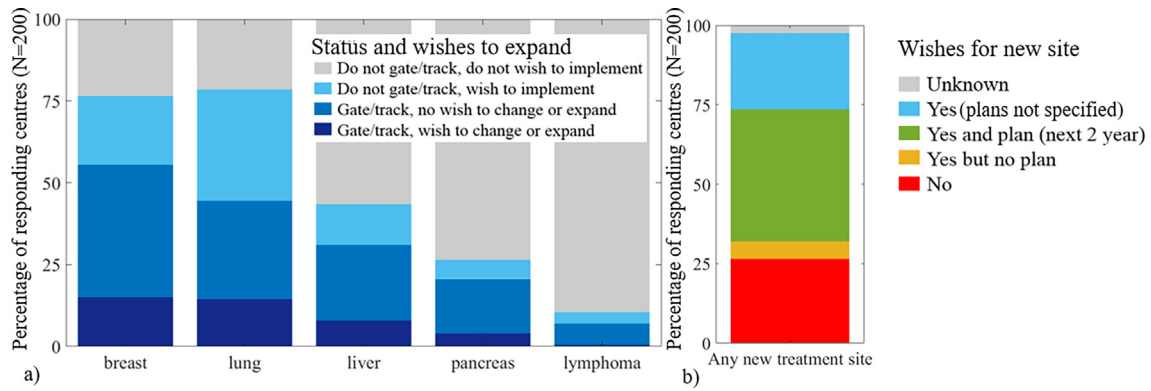 Percentage of responding centres (N=200)
100
75
50
25
0
Status and wishes to expand
Do not gate/track, do not wish to implement
Do not gate/track, wish to implement
Gate/track, no wish to change or expand
Gate/track, wish to change or expand
breast
lung
liver
pancreas
lymphoma
a)
Percentage of responding centres (N=200)
100
75
50
25
0
Any new treatment site
b)
Wishes for new site
Unknown
Yes (plans not specified)
Yes and plan (next 2 year)
Yes but no plan
No